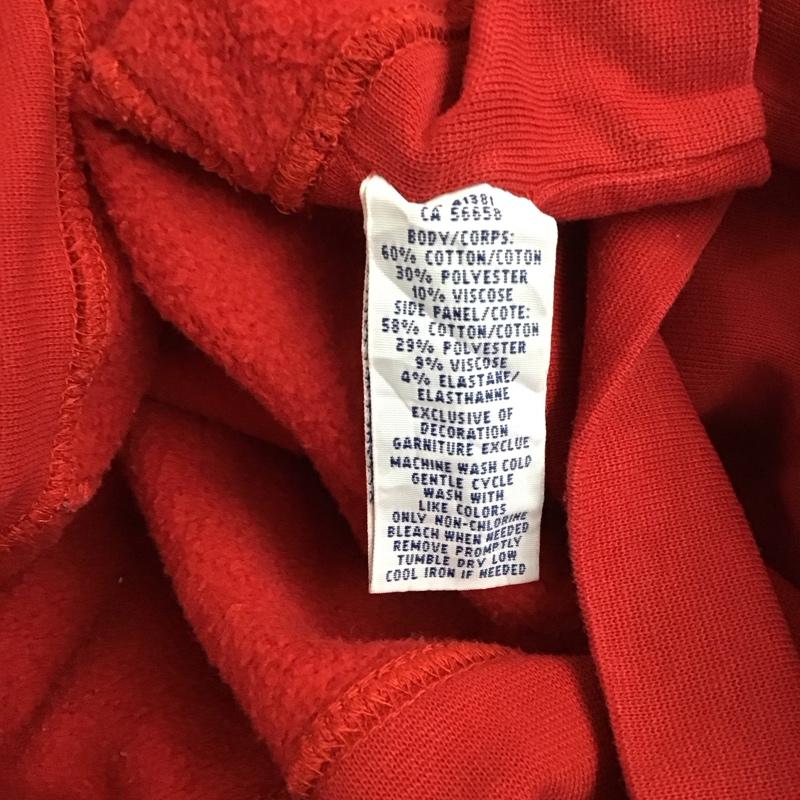 41381
CA 56658
BODY/CORPS:
60% COTTON/COTON
30% POLYESTER
10% VISCOSE
SIDE PANEL/COTE:
58% COTTON/COTON
29% POLYESTER
9% VISCOSE
4% ELASTANE/
ELASTHANNE
EXCLUSIVE OF
DECORATION
GARNITURE EXCLUE
MACHINE WASH COLD
GENTLE CYCLE
WASH WITH
LIKE COLORS
ONLY NON-CHLORINE
BLEACH WHEN NEEDED
REMOVE PROMPTLY
TUMBLE DRY LOW
COOL IRON IF NEEDED